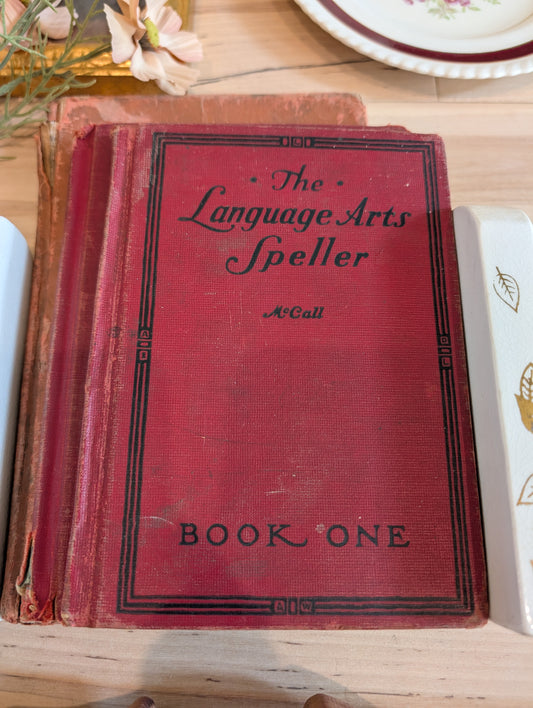 The
Language Arts
Speller
McCall
BOOK ONE